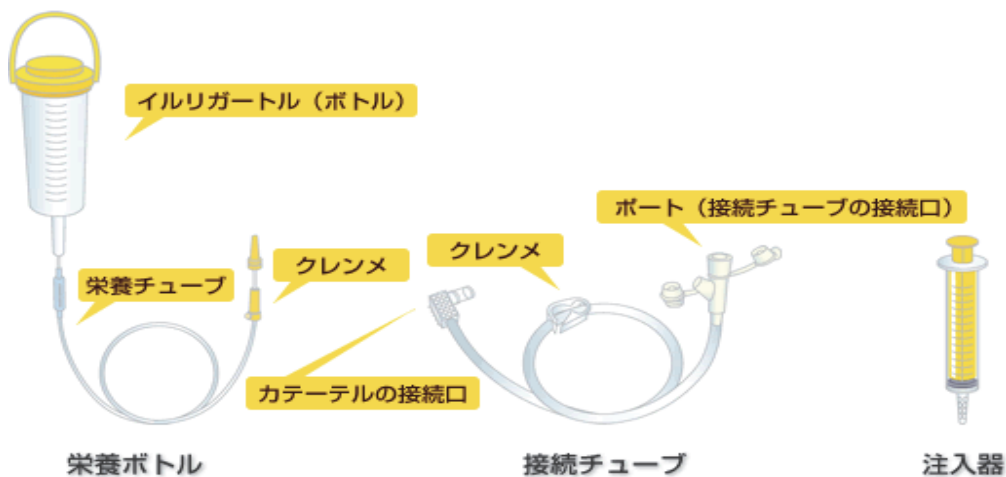 イルリガートル（ボトル）
ポート（接続チューブの接続口）
クレンメ
クレンメ
栄養チューブ
カテーテルの接続口
栄養ボトル
接続チューブ
注入器